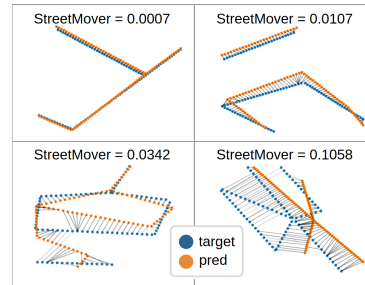 StreetMover = 0.0007
StreetMover = 0.0107
StreetMover = 0.0342
StreetMover = 0.1058
target
pred